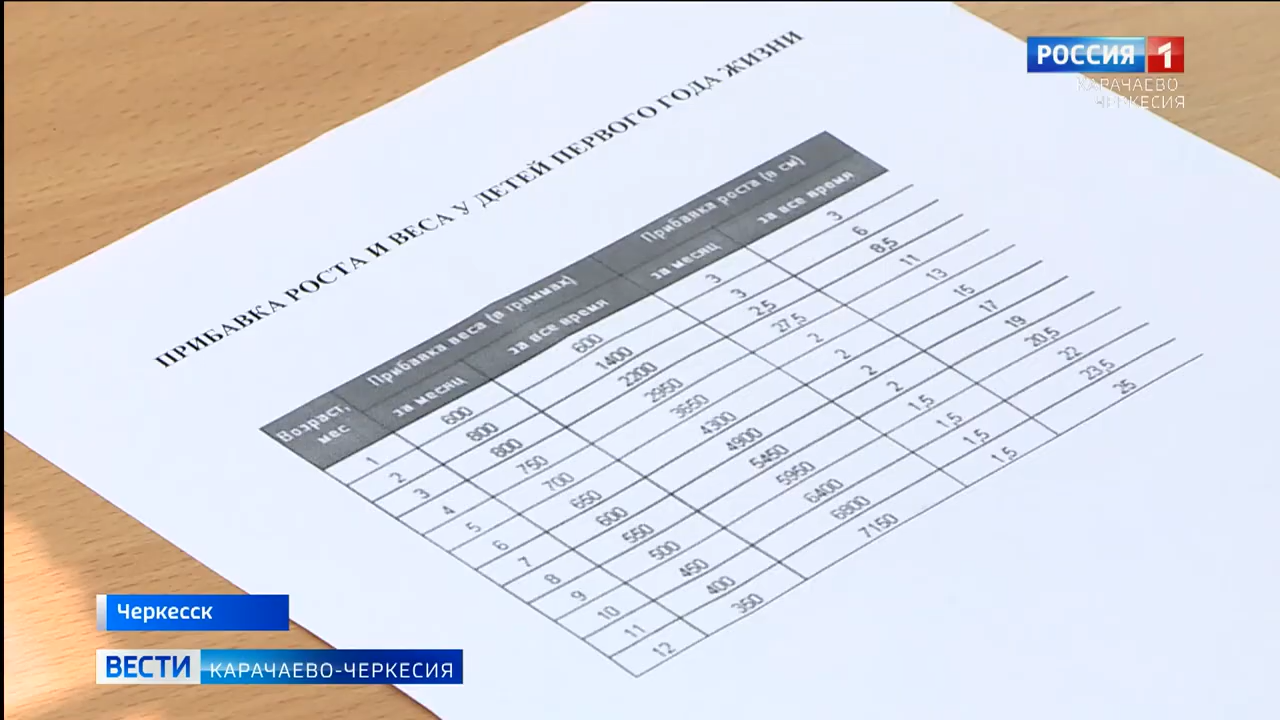 РОССИЯ 1
КАРАЧАЕВО-
ЧЕРКЕСИЯ
ПРИБАВКА РОСТА И ВЕСА У ДЕТЕЙ ПЕРВОГО ГОДА ЖИЗНИ
Возраст, мес Прибавка веса (в граммах) Прибавка роста (в см)
за месяц за все время за месяц за все время
1 600 600 3 3
2 800 1400 3 6
3 800 2200 2,5 8,5
4 750 2950 27,5 11
5 700 3650 2 13
6 650 4300 2 15
7 600 4900 2 17
8 550 5450 2 19
9 500 5950 1,5 20,5
10 450 6400 1,5 22
11 400 6800 1,5 23,5
12 350 7150 1,5 25
Черкесск
ВЕСТИ КАРАЧАЕВО-ЧЕРКЕСИЯ